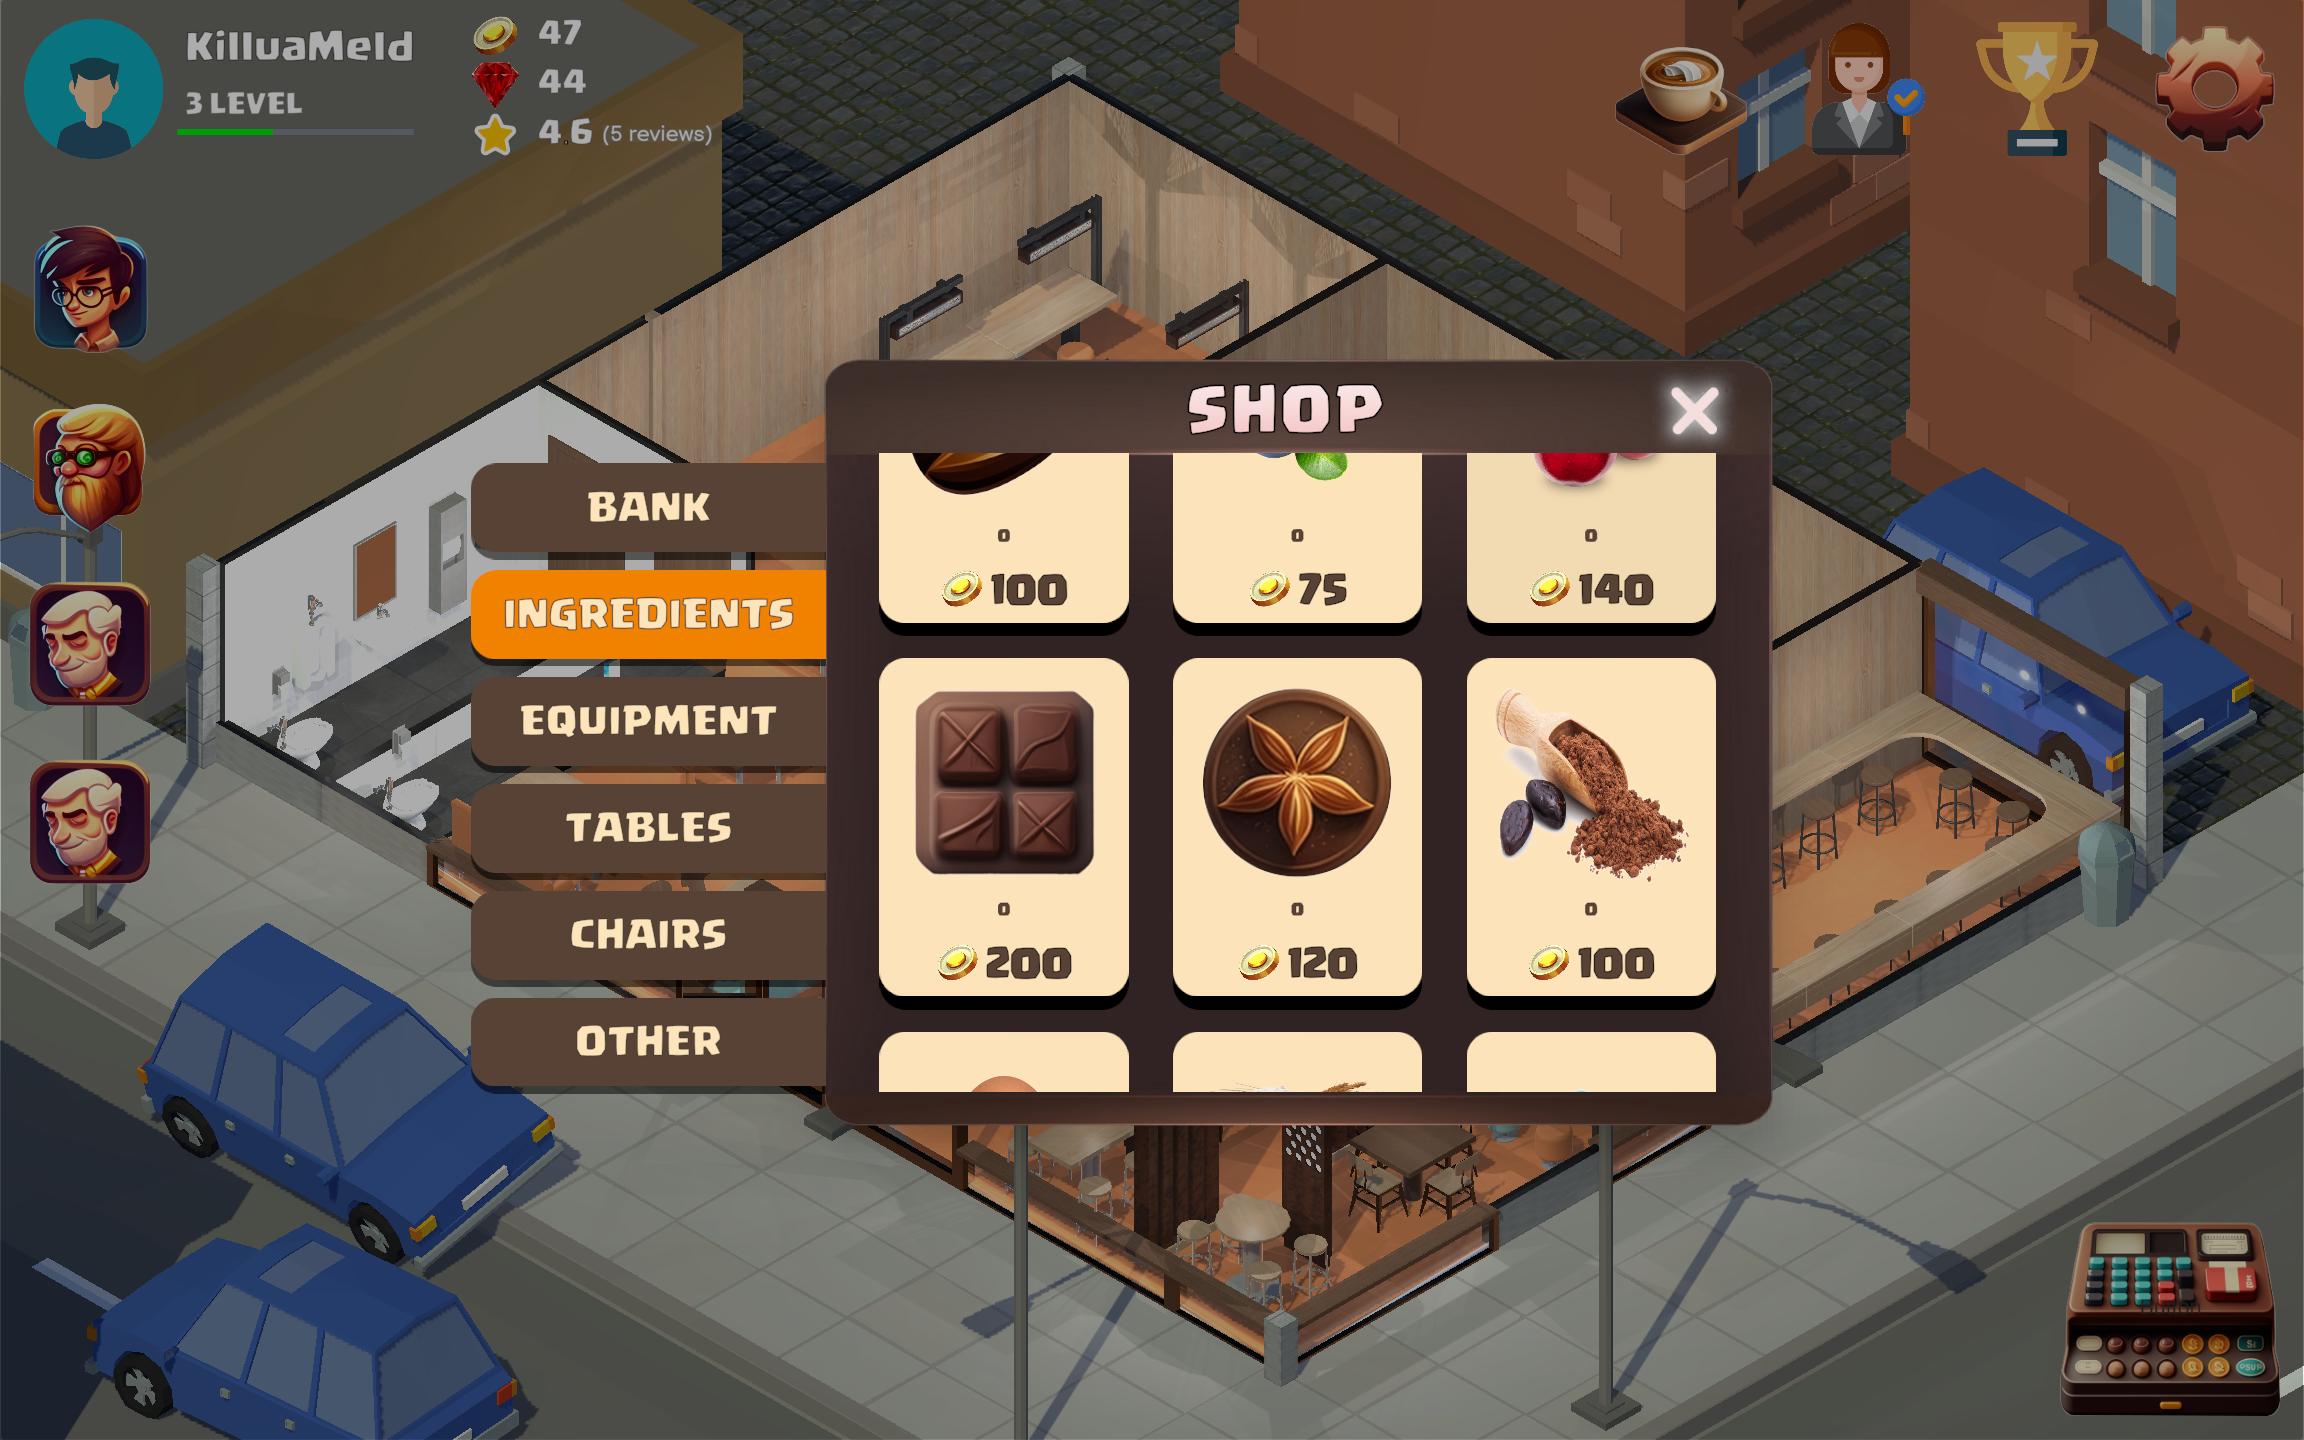 KilluaMeld
3 LEVEL
47
44
4.6 (5 reviews)
SHOP
BANK
INGREDIENTS
EQUIPMENT
TABLES
CHAIRS
OTHER
0
0
0
100
75
140
0
0
0
200
120
100